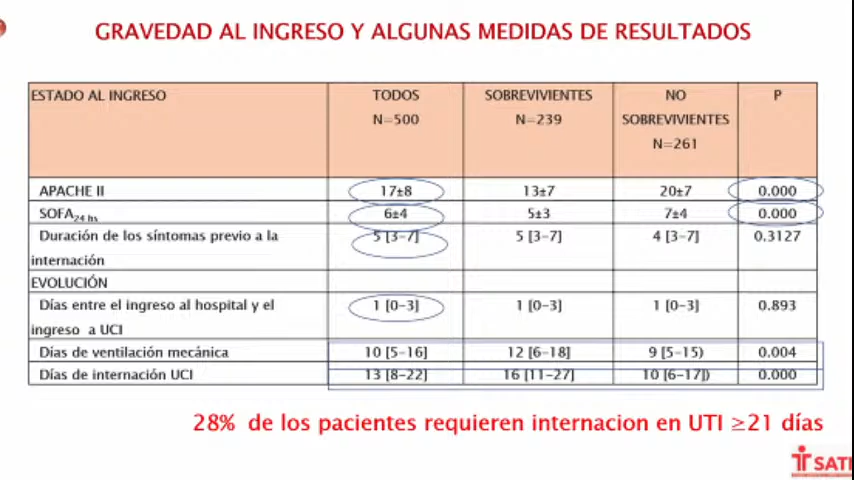 GRAVEDAD AL INGRESO Y ALGUNAS MEDIDAS DE RESULTADOS
ESTADO AL INGRESO TODOS SOBREVIVIENTES NO P
N=500 N=239 SOBREVIVIENTES
N=261
APACHE II 17±8 13±7 20±7 0.000
SOFA24 hs 6±4 5±3 7±4 0.000
Duración de los síntomas previo a la 5 [3-7] 5 [3-7] 4 [3-7] 0.3127
internación
EVOLUCIÓN
Días entre el ingreso al hospital y el 1 [0-3] 1 [0-3] 1 [0-3] 0.893
ingreso a UCI
Días de ventilación mecánica 10 [5-16] 12 [6-18] 9 [5-15) 0.004
Días de internación UCI 13 [8-22] 16 [11-27] 10 [6-17]) 0.000
28% de los pacientes requieren internacion en UTI ≥21 días
SATI